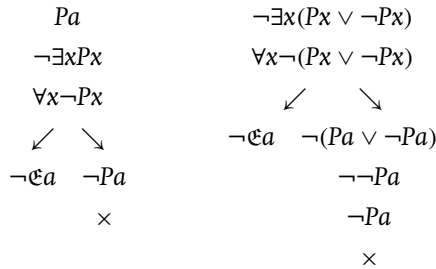 Pa
¬∃xPx
∀x¬Px
↙ ↘
¬𝔈a ¬Pa
×
¬∃x(Px ∨ ¬Px)
∀x¬(Px ∨ ¬Px)
↙ ↘
¬𝔈a ¬(Pa ∨ ¬Pa)
¬¬Pa
¬Pa
×